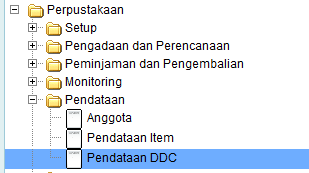 Perpustakaan
Setup
Pengadaan dan Perencanaan
Peminjaman dan Pengembalian
Monitoring
Pendataan
Anggota
Pendataan Item
Pendataan DDC